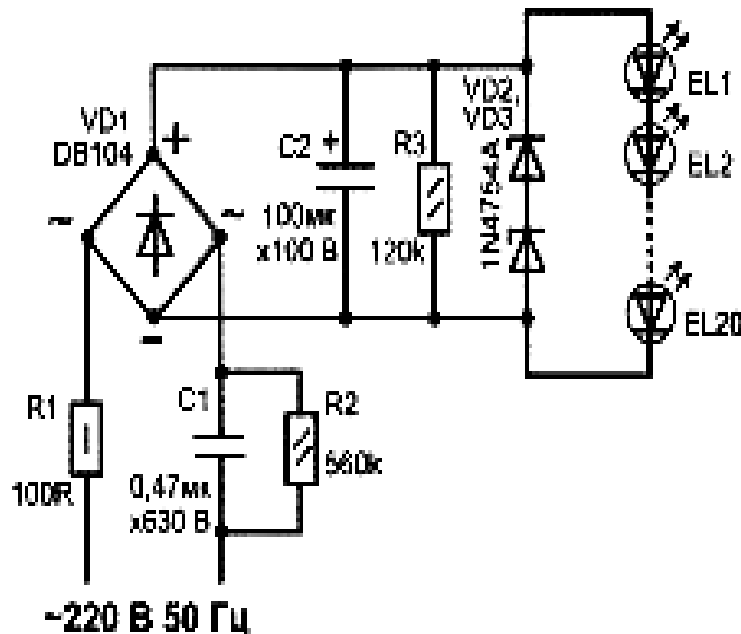 VD1
DB104
+
~
~
-
C2
+
100мк
x100 В
R3
120k
VD2,
VD3
1N4764A
EL1
EL2
EL20
R1
100R
C1
0,47мк
x630 В
R2
560k
~220 В 50 Гц